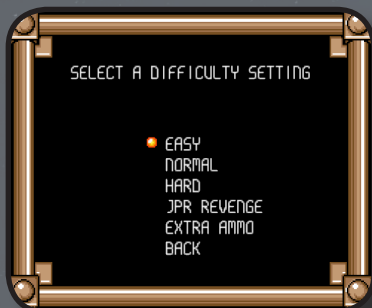 SELECT A DIFFICULTY SETTING
EASY
NORMAL
HARD
JPR REVENGE
EXTRA AMMO
BACK